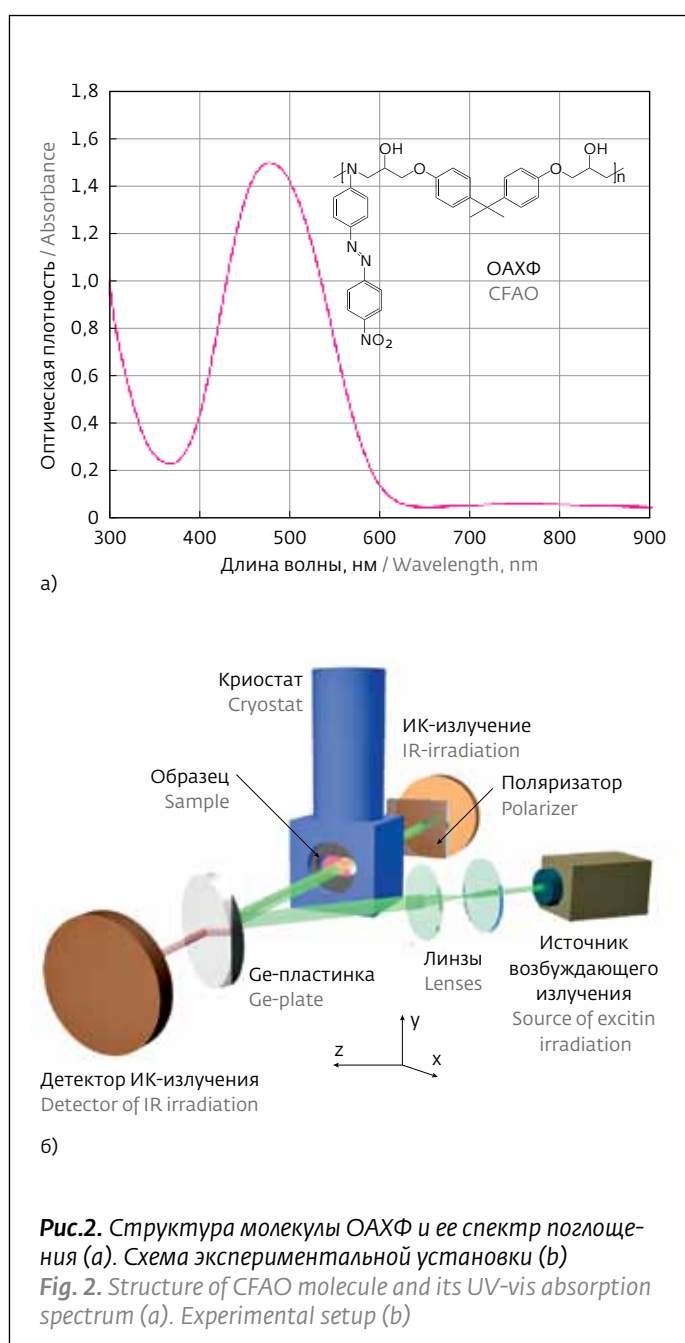 1,8
1,6
1,4
1,2
1,0
0,8
0,6
0,4
0,2
0
Оптическая плотность / Absorbance
OH
OH
N
O
O
n
N
N
NO2
ОАХФ
CFAO
300 400 500 600 700 800 900
Длина волны, нм / Wavelength, nm
а)
Криостат
Cryostat
ИК-излучение
IR-irradiation
Образец
Sample
Поляризатор
Polarizer
Ge-пластинка
Ge-plate
Линзы
Lenses
Источник
возбуждающего
излучения
Source of excitin
irradiation
y
z
x
Детектор ИК-излучения
Detector of IR irradiation
б)
Рис.2. Структура молекулы ОАХФ и ее спектр поглоще-
ния (a). Схема экспериментальной установки (b)
Fig. 2. Structure of CFAO molecule and its UV-vis absorption
spectrum (a). Experimental setup (b)